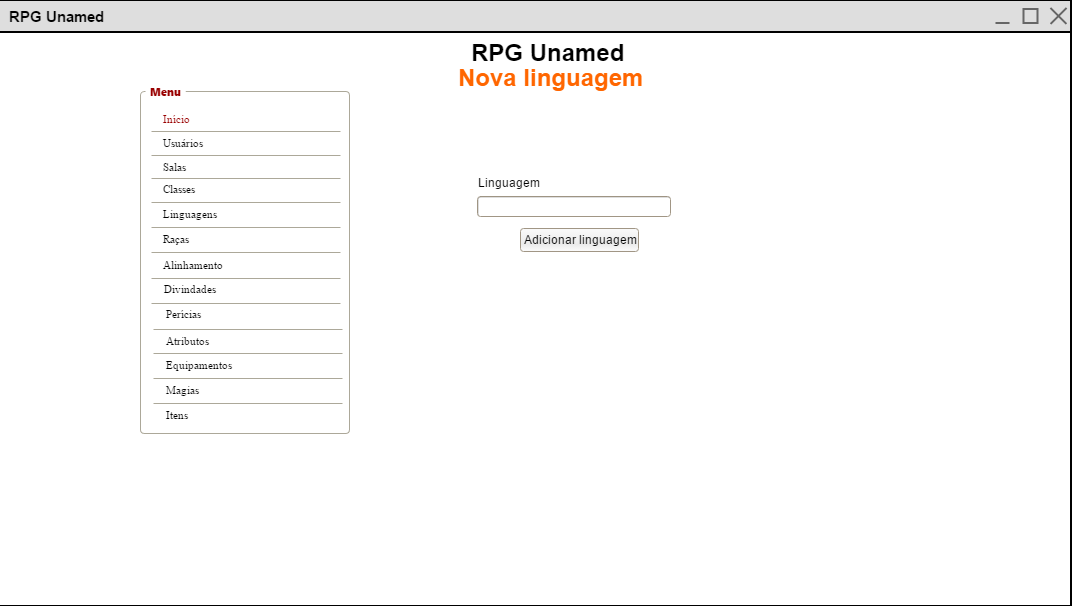 RPG Unamed
RPG Unamed
Nova linguagem
Menu
Inicio
Usuários
Salas
Classes
Linguagens
Raças
Alinhamento
Divindades
Pericias
Atributos
Equipamentos
Magias
Itens
Linguagem
Adicionar linguagem